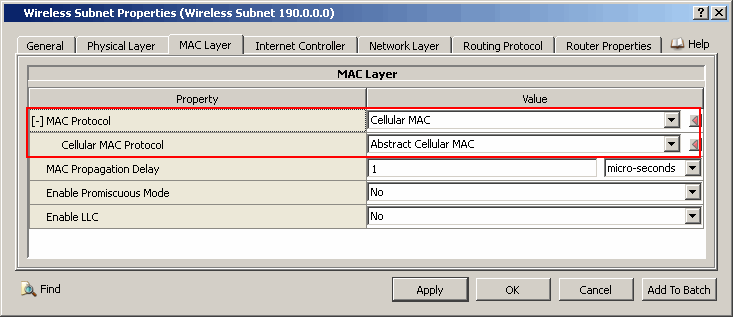 Wireless Subnet Properties (Wireless Subnet 190.0.0.0)
General Physical Layer MAC Layer Internet Controller Network Layer Routing Protocol Router Properties Help
MAC Layer
Property Value
[-] MAC Protocol Cellular MAC
Cellular MAC Protocol Abstract Cellular MAC
MAC Propagation Delay 1 micro-seconds
Enable Promiscuous Mode No
Enable LLC No
Find Apply OK Cancel Add To Batch